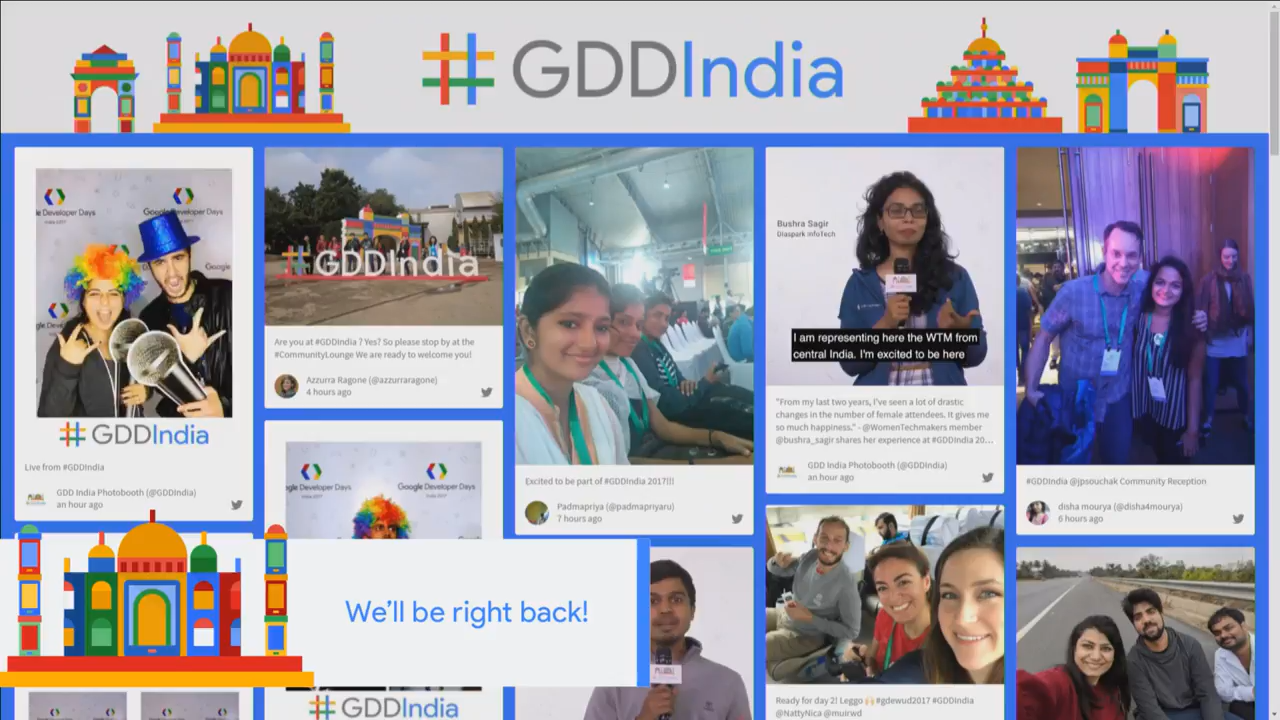 #GDDIndia
Google Developer Days
India 2017
Google
#GDDIndia
Live from #GDDIndia
GDD India Photobooth (@GDDIndia)
an hour ago
#GDDIndia
Are you at #GDDIndia ? Yes? So please stop by at the
#CommunityLounge We are ready to welcome you!
Azzurra Ragone (@azzurraragone)
4 hours ago
Google Developer Days
India 2017
#GDDIndia
Excited to be part of #GDDIndia 2017!!!
Padmapriya (@padmapriyaru)
7 hours ago
Bushra Sagir
Diaspark InfoTech
I am representing here the WTM from
central India. I'm excited to be here
"From my last two years, I've seen a lot of drastic
changes in the number of female attendees. It gives me
so much happiness." - @WomenTechmakers member
@bushra_sagir shares her experience at #GDDIndia 20...
GDD India Photobooth (@GDDIndia)
an hour ago
Ready for day 2! Leggo 🙌🏻 #gdewud2017 #GDDIndia
@NattyNica @muirwd
#GDDIndia @jpsouchak Community Reception
disha mourya (@disha4mourya)
6 hours ago
We'll be right back!